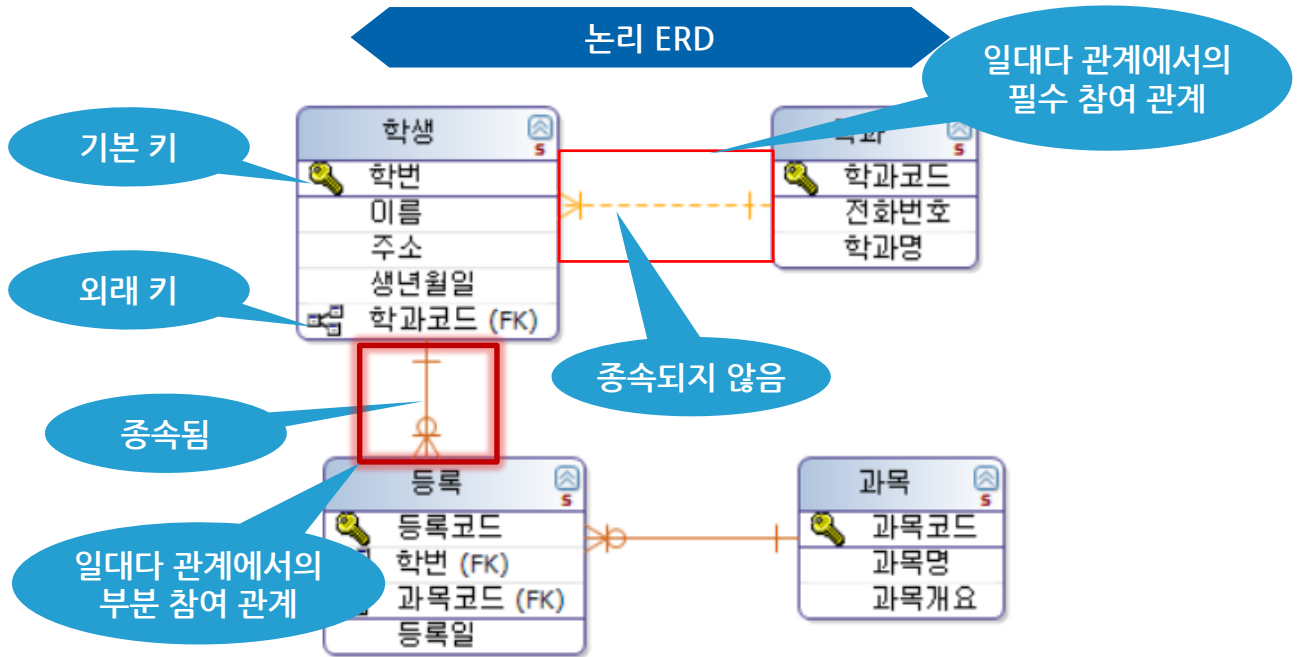 논리 ERD
일대다 관계에서의
필수 참여 관계
기본 키
학생
S
학번
이름
주소
생년월일
학과코드 (FK)
외래 키
학과
S
학과코드
전화번호
학과명
종속되지 않음
종속됨
등록
S
등록코드
학번 (FK)
과목코드 (FK)
등록일
일대다 관계에서의
부분 참여 관계
과목
S
과목코드
과목명
과목개요